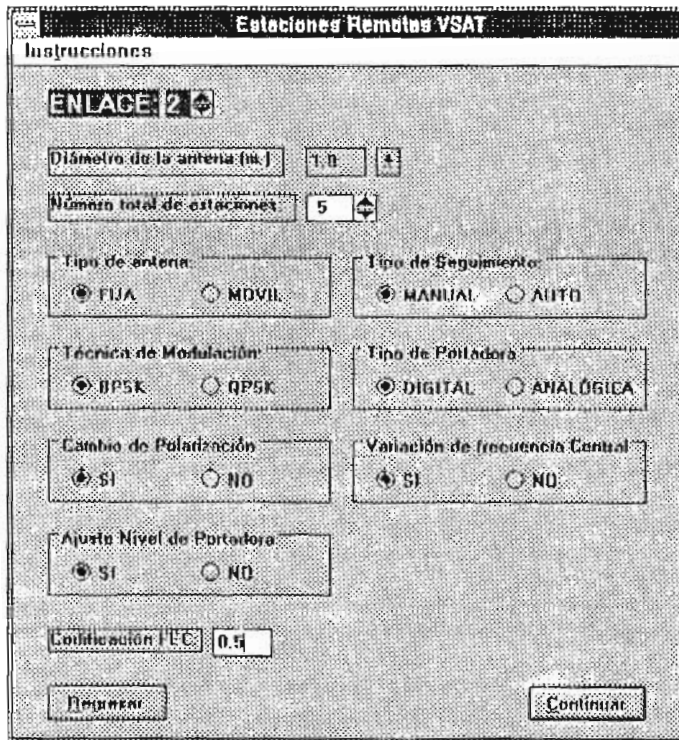 Estaciones Remotas VSAT
Instrucciones
ENLACE: 2
Diámetro de la antena (m.)
Número total de estaciones: 5
Tipo de antena: Tipo de Seguimiento:
FIJA MOVIL MANUAL AUTO
Técnica de Modulación: Tipo de Portadora
BPSK QPSK DIGITAL ANALÓGICA
Cambio de Polarización Variación de frecuencia Central
SI NO SI NO
Ajuste Nivel de Portadora
SI NO
Codificación FEC: 0.5
Regresar Continuar